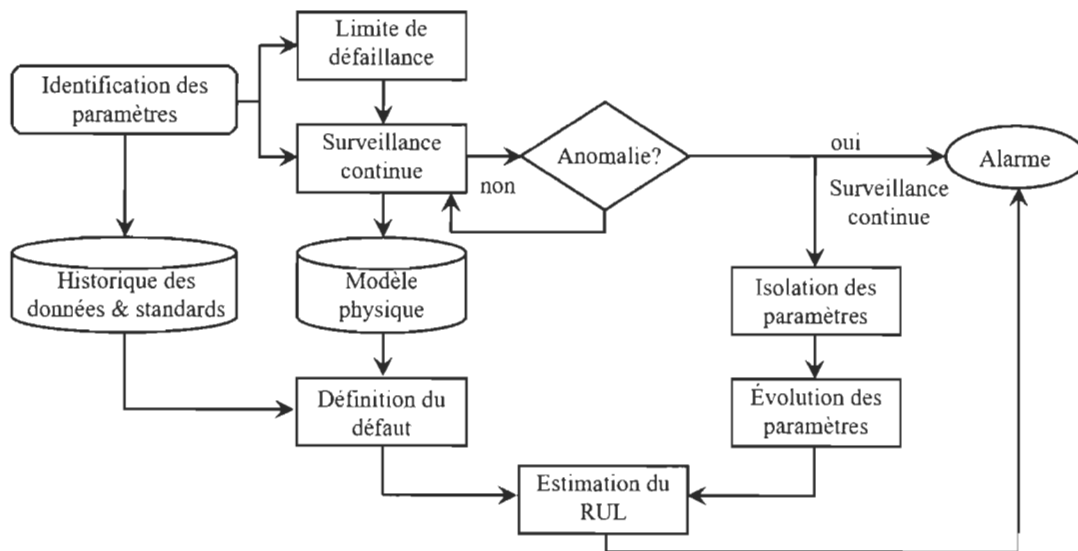 Limite de
défaillance
Identification des
paramètres
Surveillance
continue
Anomalie?
non
oui
Alarme
Surveillance
continue
Historique des
données & standards
Modèle
physique
Isolation des
paramètres
Définition du
défaut
Évolution des
paramètres
Estimation du
RUL